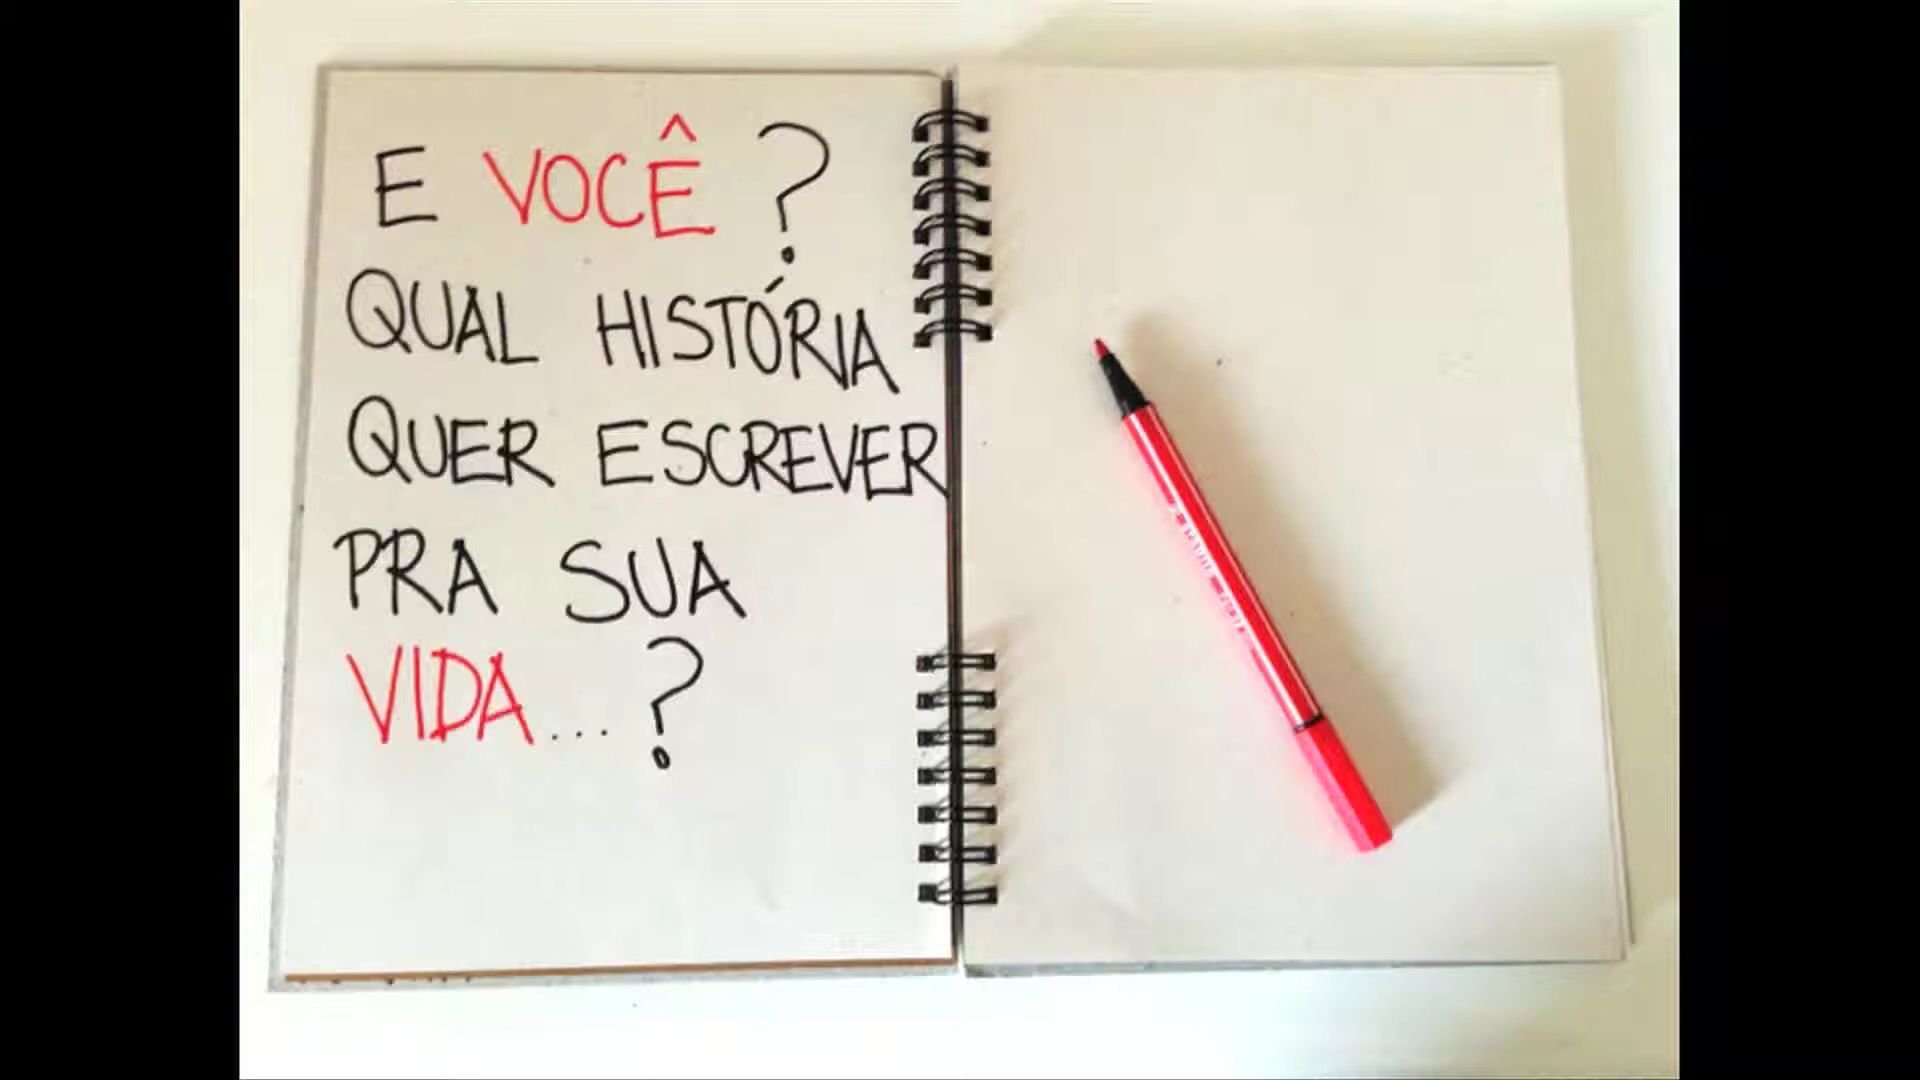 E VOCÊ?
QUAL HISTÓRIA
QUER ESCREVER
PRA SUA
VIDA...?